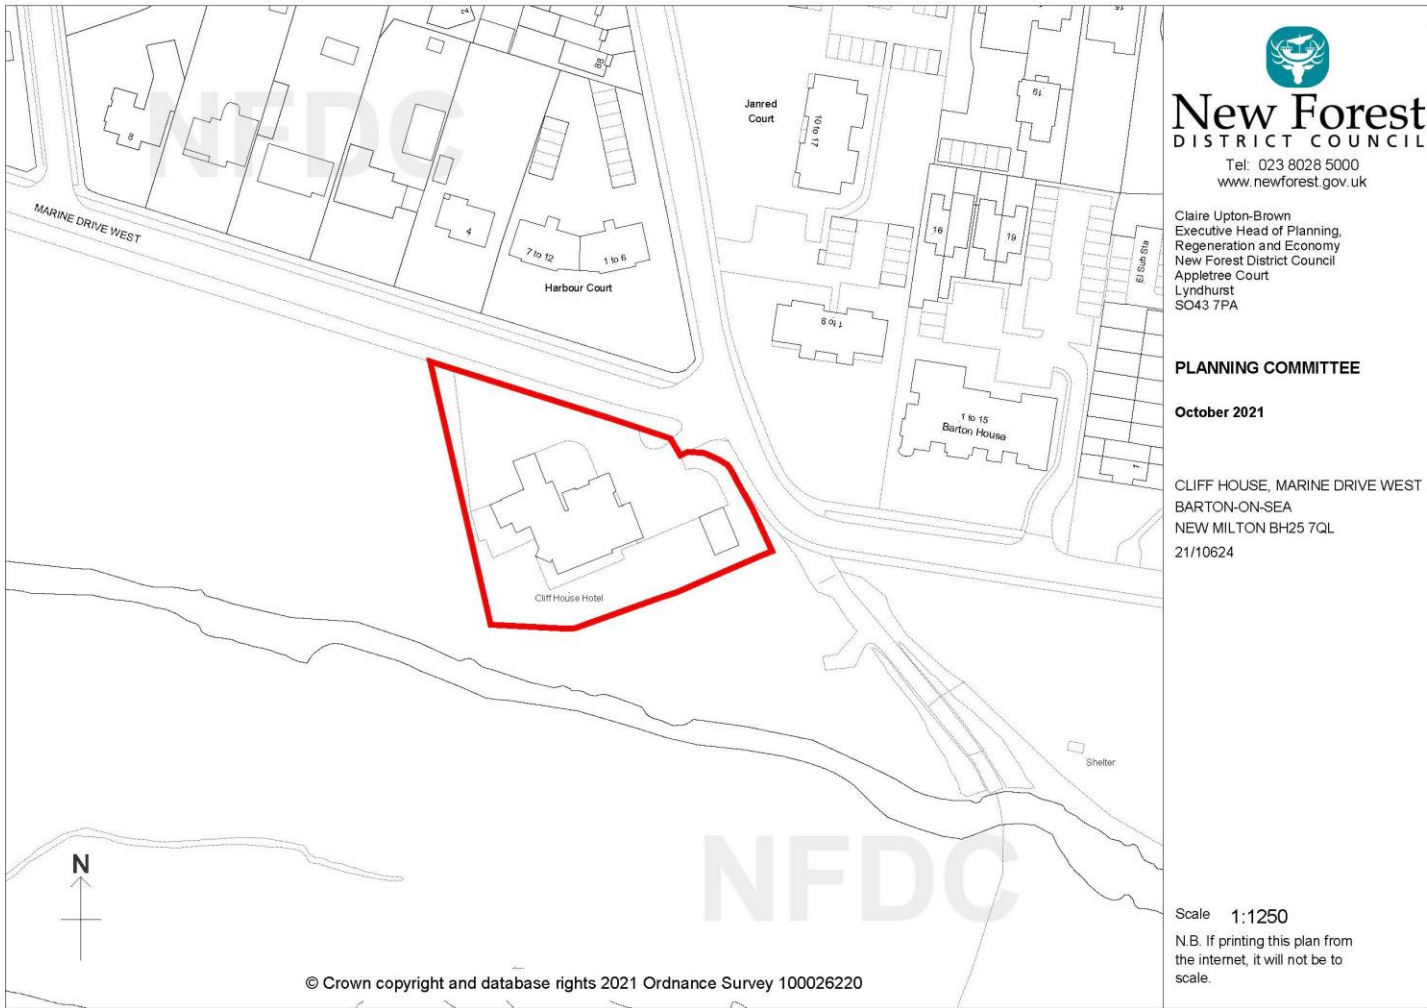 NFDC
2
88
8
4
7 to 12
1 to 6
Harbour Court
MARINE DRIVE WEST
Janred
Court
10 to 17
15
19
16
19
El Sub Sta
1 to 9
1 to 15
Barton House
1
Cliff House Hotel
Shelter
NFDC
N
© Crown copyright and database rights 2021 Ordnance Survey 100026220
New Forest
DISTRICT COUNCIL
Tel: 023 8028 5000
www.newforest.gov.uk
Claire Upton-Brown
Executive Head of Planning,
Regeneration and Economy
New Forest District Council
Appletree Court
Lyndhurst
SO43 7PA
PLANNING COMMITTEE
October 2021
CLIFF HOUSE, MARINE DRIVE WEST
BARTON-ON-SEA
NEW MILTON BH25 7QL
21/10624
Scale 1:1250
N.B. If printing this plan from
the internet, it will not be to
scale.